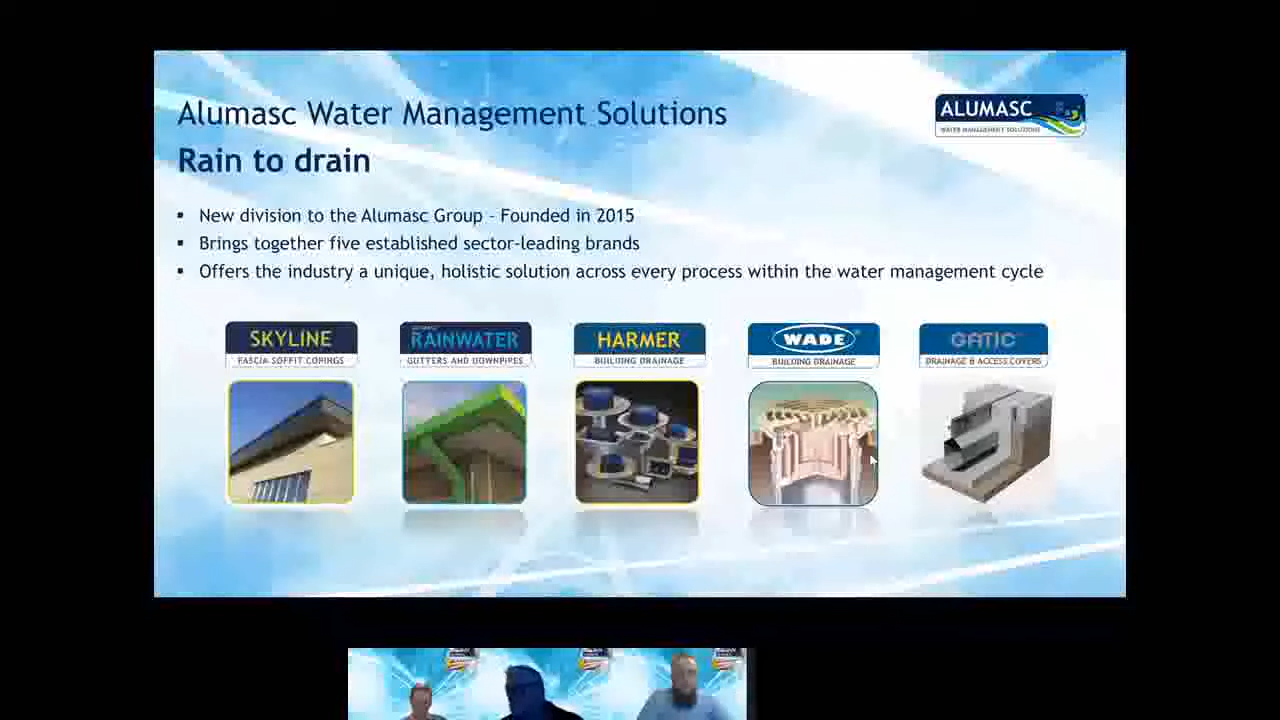 Alumasc Water Management Solutions
Rain to drain
ALUMASC
WATER MANAGEMENT SOLUTIONS
▪ New division to the Alumasc Group - Founded in 2015
▪ Brings together five established sector-leading brands
▪ Offers the industry a unique, holistic solution across every process within the water management cycle
SKYLINE
FASCIA SOFFIT COPINGS
RAINWATER
GUTTERS AND DOWNPIPES
HARMER
BUILDING DRAINAGE
WADE®
BUILDING DRAINAGE
GATIC
DRAINAGE & ACCESS COVERS